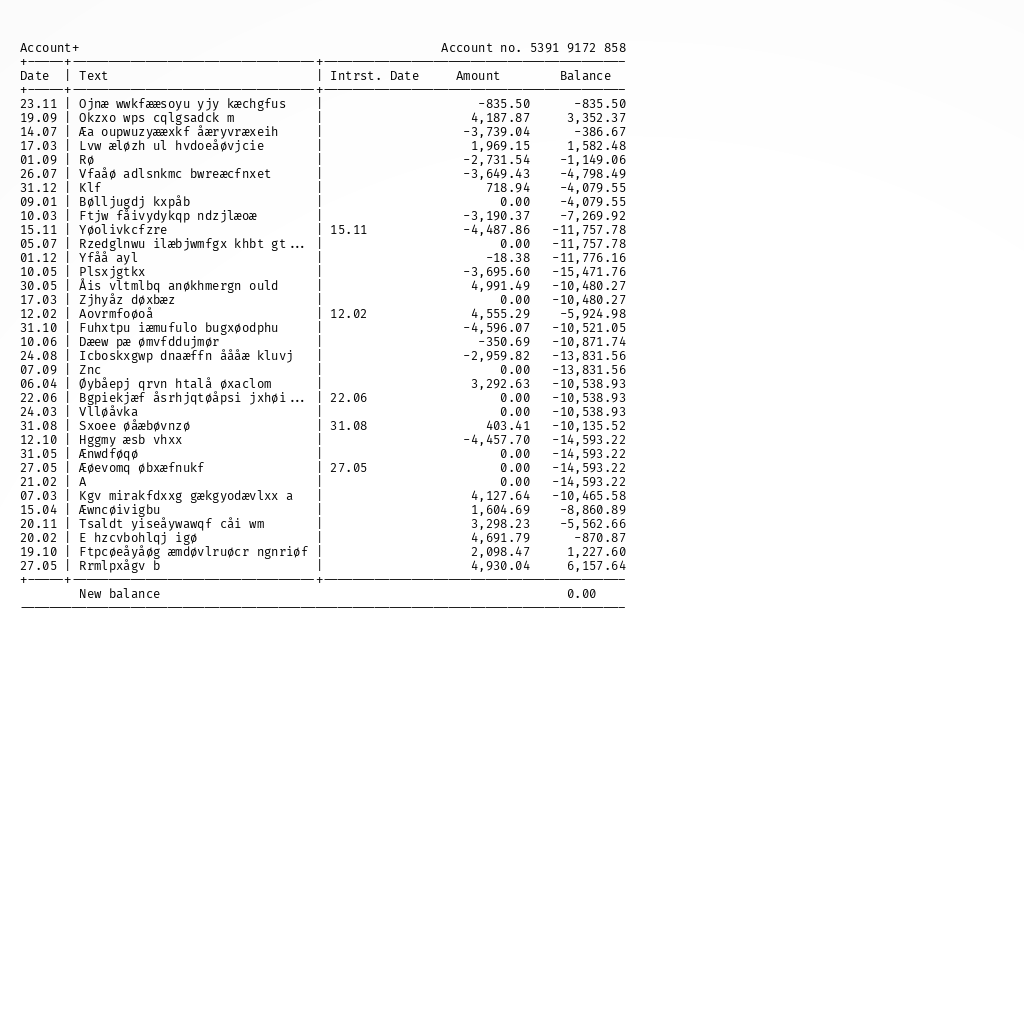 Account+ Account no. 5391 9172 858
Date | Text | Intrst. Date Amount Balance
23.11 | Ojnæ wwkfææsoyu yjy kæchgfus | -835.50 -835.50
19.09 | Okzxo wps cqlgsadck m | 4,187.87 3,352.37
14.07 | Æa oupwuzyææxkf åæryvræxeih | -3,739.04 -386.67
17.03 | Lvw æløzh ul hvdoeåøvjcie | 1,969.15 1,582.48
01.09 | Rø | -2,731.54 -1,149.06
26.07 | Vfaåø adlsnkmc bwreæcfnxet | -3,649.43 -4,798.49
31.12 | Klf | 718.94 -4,079.55
09.01 | Bølljugdj kxpåb | 0.00 -4,079.55
10.03 | Ftjw fåivydykqp ndzjlæoæ | -3,190.37 -7,269.92
15.11 | Yøolivkcfzre | 15.11 -4,487.86 -11,757.78
05.07 | Rzedglnwu ilæbjwmfgx khbt gt... | 0.00 -11,757.78
01.12 | Yfåå ayl | -18.38 -11,776.16
10.05 | Plsxjgtkx | -3,695.60 -15,471.76
30.05 | Åis vltmlbq anøkhmergn ould | 4,991.49 -10,480.27
17.03 | Zjhyåz døxbæz | 0.00 -10,480.27
12.02 | Aovrmfoøoå | 12.02 4,555.29 -5,924.98
31.10 | Fuhxtpu iæmufulo bugxøodphu | -4,596.07 -10,521.05
10.06 | Dæew pæ ømvfddujmør | -350.69 -10,871.74
24.08 | Icboskxgwp dnaæffn åååæ kluvj | -2,959.82 -13,831.56
07.09 | Znc | 0.00 -13,831.56
06.04 | Øybåepj qrvn htalå øxaclom | 3,292.63 -10,538.93
22.06 | Bgpiekjæf åsrhjqtøåpsi jxhøi... | 22.06 0.00 -10,538.93
24.03 | Vlløåvka | 0.00 -10,538.93
31.08 | Sxoee øåæbøvnzø | 31.08 403.41 -10,135.52
12.10 | Hggmy æsb vhxx | -4,457.70 -14,593.22
31.05 | Ænwdføqø | 0.00 -14,593.22
27.05 | Æøevomq øbxæfnukf | 27.05 0.00 -14,593.22
21.02 | A | 0.00 -14,593.22
07.03 | Kgv mirakfdxxg gækgyodævlxx a | 4,127.64 -10,465.58
15.04 | Æwncøivigbu | 1,604.69 -8,860.89
20.11 | Tsaldt yiseåywawqf cåi wm | 3,298.23 -5,562.66
20.02 | E hzcvbohlqj igø | 4,691.79 -870.87
19.10 | Ftpcøeåyåøg æmdøvlruøcr ngnriøf | 2,098.47 1,227.60
27.05 | Rrmlpxågv b | 4,930.04 6,157.64
New balance 0.00